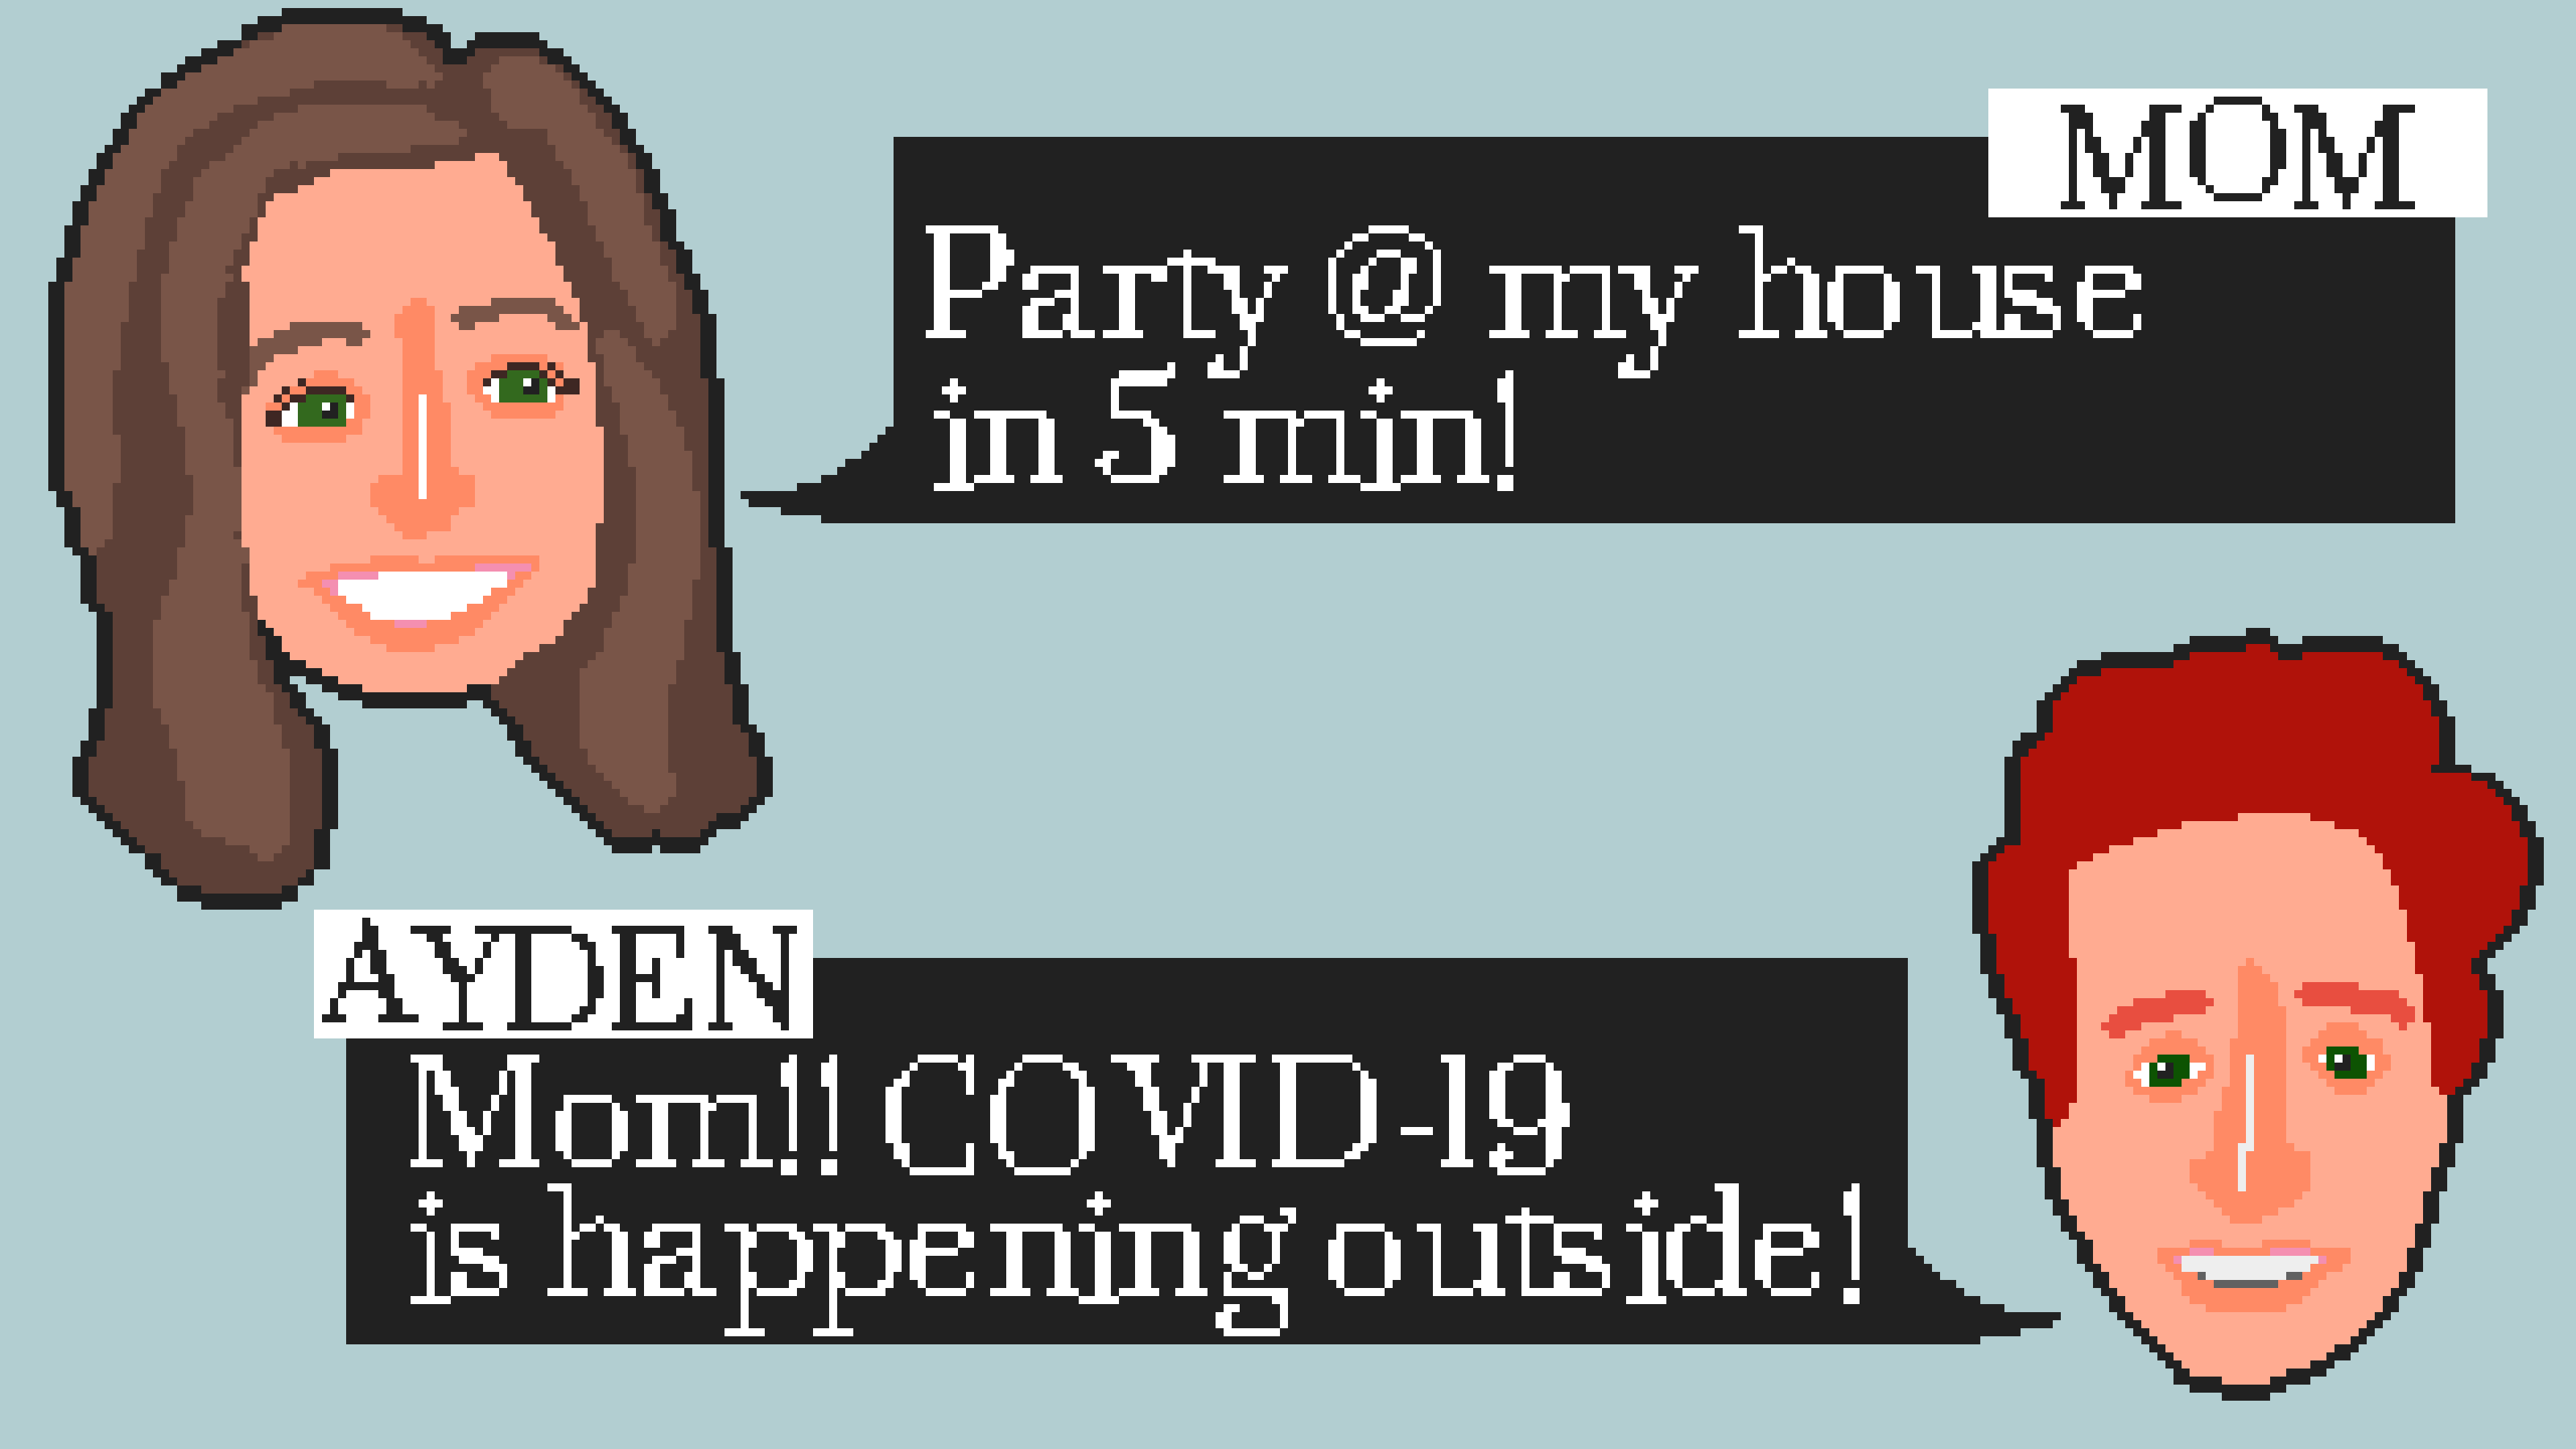 MOM
Party @ my house
in 5 min!
AYDEN
Mom!! COVID-19
is happening outside!